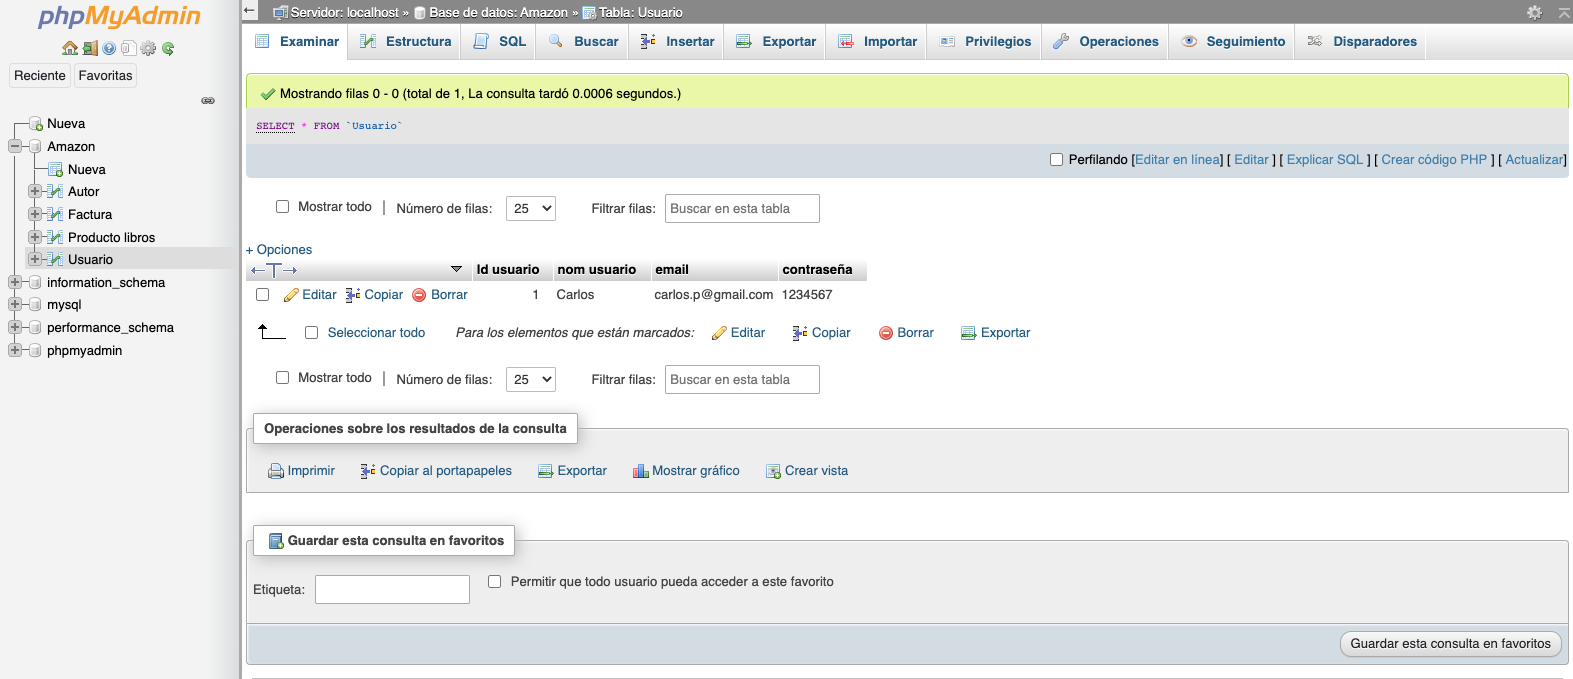 phpMyAdmin
Reciente Favoritas
Nueva
Amazon
Nueva
Autor
Factura
Producto libros
Usuario
information_schema
mysql
performance_schema
phpmyadmin
Servidor: localhost » Base de datos: Amazon » Tabla: Usuario
Examinar Estructura SQL Buscar Insertar Exportar Importar Privilegios Operaciones Seguimiento Disparadores
Mostrando filas 0 - 0 (total de 1, La consulta tardó 0.0006 segundos.)
SELECT * FROM `Usuario`
Perfilando [Editar en línea] [ Editar ] [ Explicar SQL ] [ Crear código PHP ] [ Actualizar]
Mostrar todo | Número de filas: 25 Filtrar filas: Buscar en esta tabla
+ Opciones
←T→ Id usuario nom usuario email contraseña
Editar Copiar Borrar 1 Carlos carlos.p@gmail.com 1234567
Seleccionar todo Para los elementos que están marcados: Editar Copiar Borrar Exportar
Mostrar todo | Número de filas: 25 Filtrar filas: Buscar en esta tabla
Operaciones sobre los resultados de la consulta
Imprimir Copiar al portapapeles Exportar Mostrar gráfico Crear vista
Guardar esta consulta en favoritos
Etiqueta: Permitir que todo usuario pueda acceder a este favorito
Guardar esta consulta en favoritos